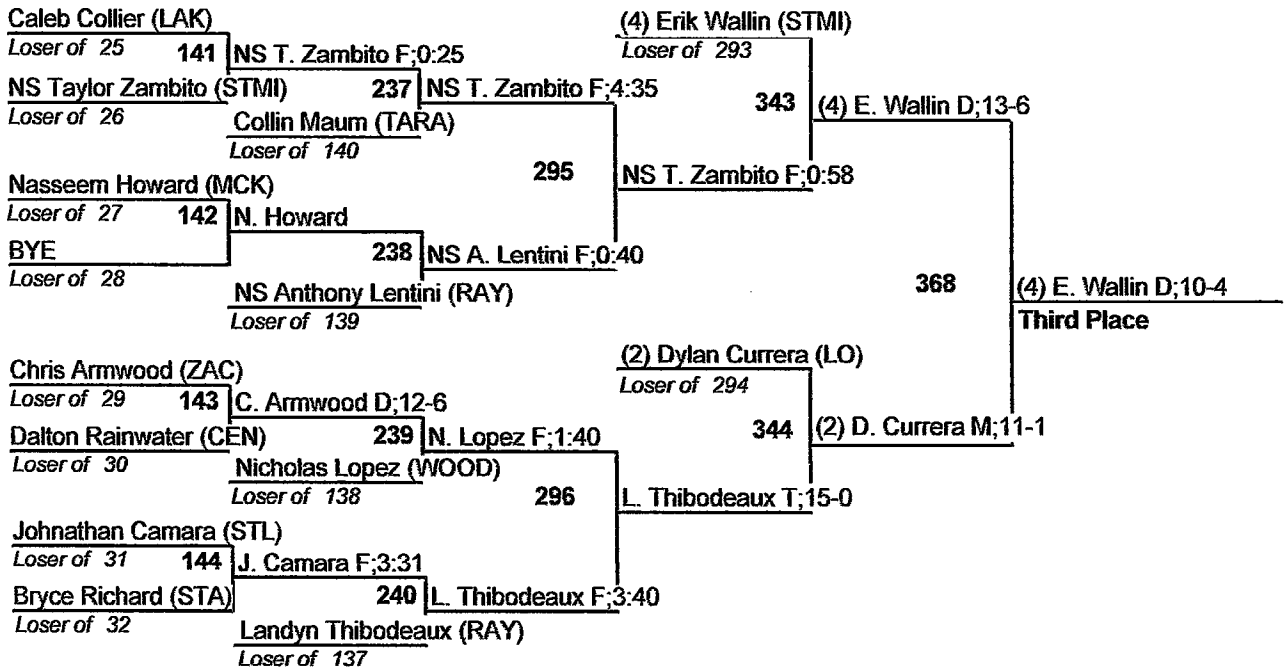 Caleb Collier (LAK)
Loser of 25
141
NS T. Zambito F;0:25
NS Taylor Zambito (STMI)
Loser of 26
237
NS T. Zambito F;4:35
Collin Maum (TARA)
Loser of 140
Nasseem Howard (MCK)
Loser of 27
142
N. Howard
BYE
Loser of 28
238
NS A. Lentini F;0:40
NS Anthony Lentini (RAY)
Loser of 139
295
NS T. Zambito F;0:58
(4) Erik Wallin (STMI)
Loser of 293
343
(4) E. Wallin D;13-6
Chris Armwood (ZAC)
Loser of 29
143
C. Armwood D;12-6
Dalton Rainwater (CEN)
Loser of 30
239
N. Lopez F;1:40
Nicholas Lopez (WOOD)
Loser of 138
Johnathan Camara (STL)
Loser of 31
144
J. Camara F;3:31
Bryce Richard (STA)
Loser of 32
240
L. Thibodeaux F;3:40
Landyn Thibodeaux (RAY)
Loser of 137
296
L. Thibodeaux T;15-0
(2) Dylan Currera (LO)
Loser of 294
344
(2) D. Currera M;11-1
368
(4) E. Wallin D;10-4
Third Place